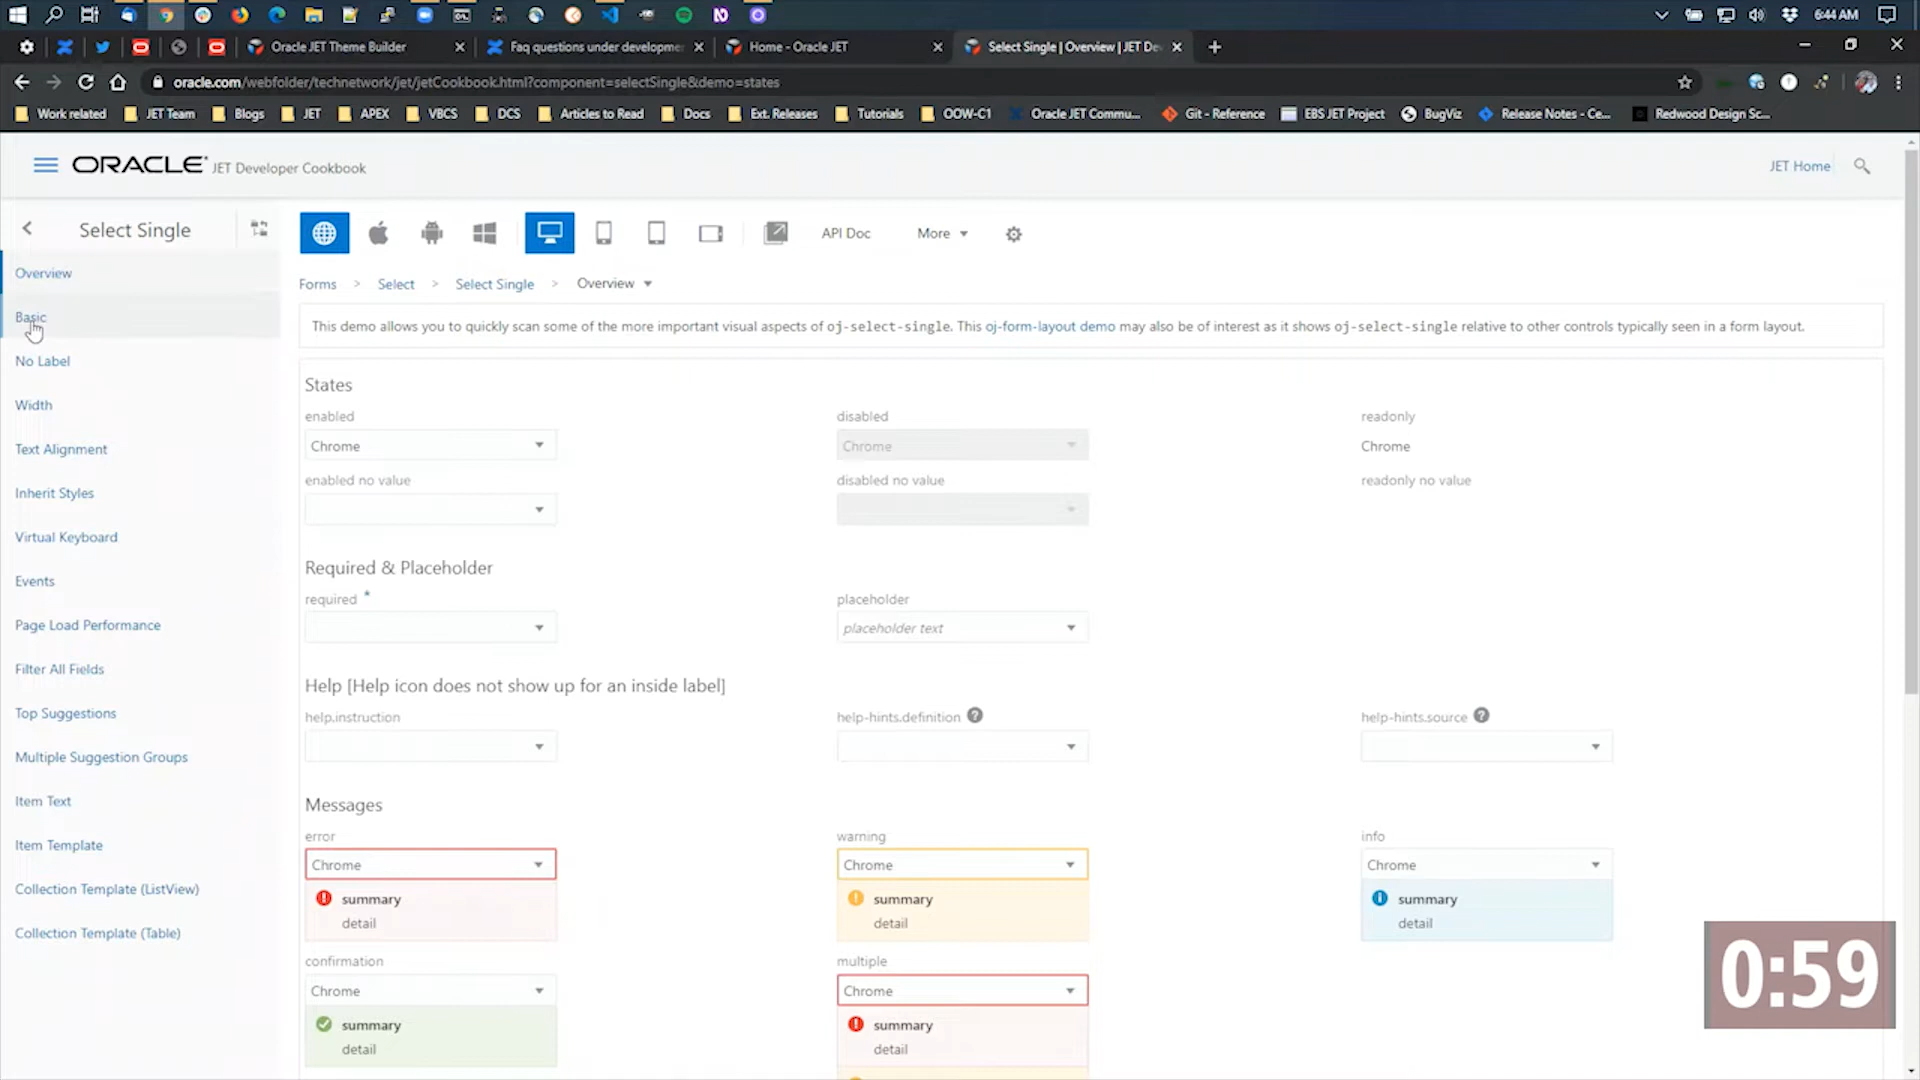 6:44 AM
Oracle JET Theme Builder
Faq questions under developme
Home - Oracle JET
Select Single | Overview | JET De
oracle.com/webfolder/technetwork/jet/jetCookbook.html?component=selectSingle&demo=states
Work related
JET Team
Blogs
JET
APEX
VBCS
DCS
Articles to Read
Docs
Ext. Releases
Tutorials
OOW-C1
Oracle JET Commu...
Git - Reference
EBS JET Project
BugViz
Release Notes - Ce...
Redwood Design Sc...
ORACLE JET Developer Cookbook
JET Home
Select Single
API Doc
More
Overview
Basic
No Label
Width
Text Alignment
Inherit Styles
Virtual Keyboard
Events
Page Load Performance
Filter All Fields
Top Suggestions
Multiple Suggestion Groups
Item Text
Item Template
Collection Template (ListView)
Collection Template (Table)
Forms > Select > Select Single > Overview
This demo allows you to quickly scan some of the more important visual aspects of oj-select-single. This oj-form-layout demo may also be of interest as it shows oj-select-single relative to other controls typically seen in a form layout.
States
enabled
disabled
readonly
Chrome
Chrome
Chrome
enabled no value
disabled no value
readonly no value
Required & Placeholder
required *
placeholder
placeholder text
Help [Help icon does not show up for an inside label]
help.instruction
help-hints.definition ?
help-hints.source ?
Messages
error
warning
info
Chrome
Chrome
Chrome
summary
summary
summary
detail
detail
detail
confirmation
multiple
Chrome
Chrome
summary
summary
detail
detail
0:59